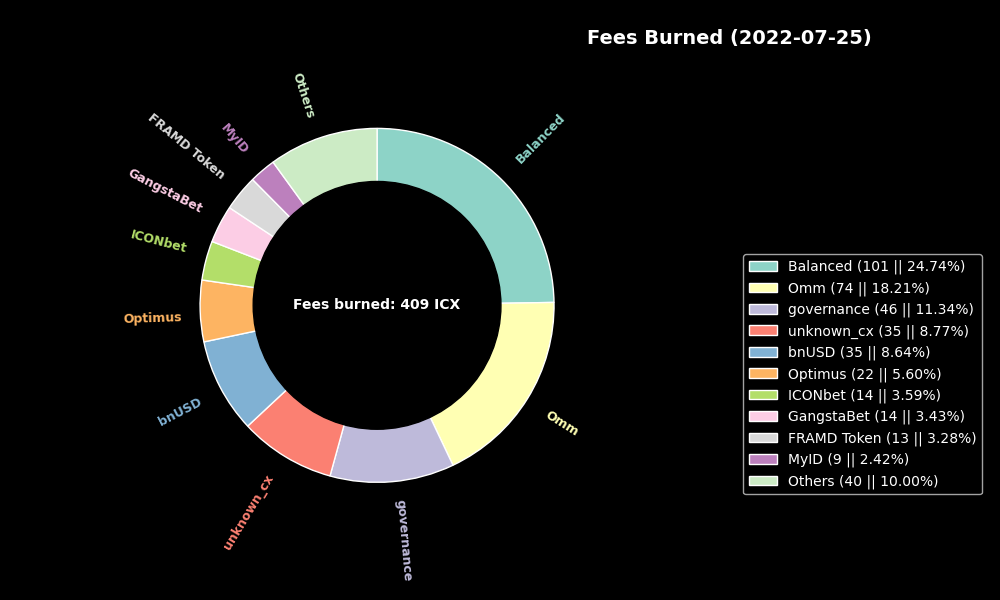 Fees Burned (2022-07-25)
Others
Balanced
MyID
FRAMD Token
GangstaBet
ICONbet
Optimus
bnUSD
unknown_cx
governance
Omm
Fees burned: 409 ICX
Balanced (101 || 24.74%)
Omm (74 || 18.21%)
governance (46 || 11.34%)
unknown_cx (35 || 8.77%)
bnUSD (35 || 8.64%)
Optimus (22 || 5.60%)
ICONbet (14 || 3.59%)
GangstaBet (14 || 3.43%)
FRAMD Token (13 || 3.28%)
MyID (9 || 2.42%)
Others (40 || 10.00%)